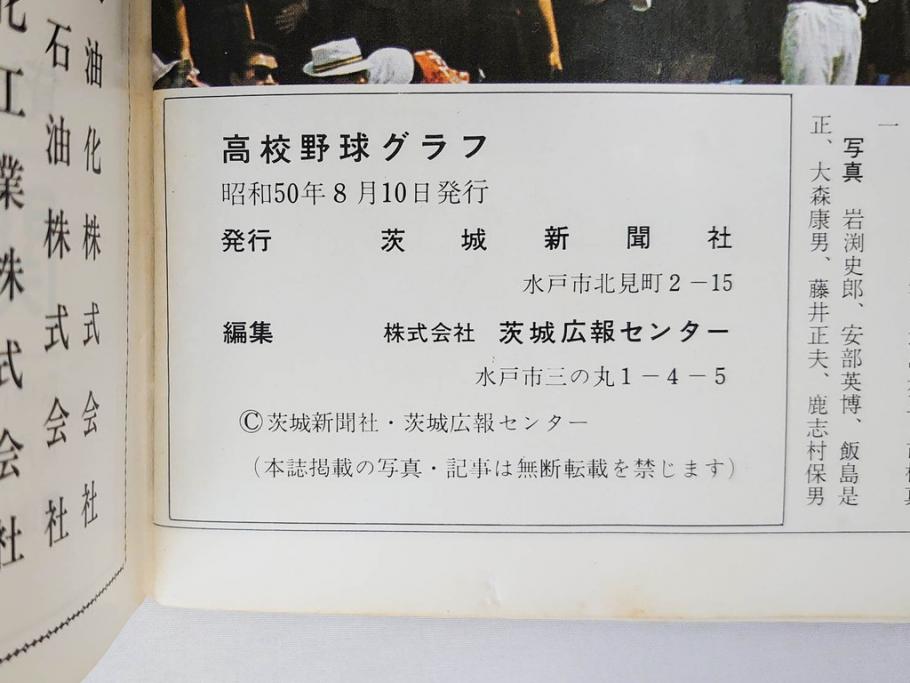 高校野球グラフ
昭和50年8月10日発行
発行 茨城新聞社
水戸市北見町2-15
編集 株式会社 茨城広報センター
水戸市三の丸1-4-5
©茨城新聞社・茨城広報センター
(本誌掲載の写真・記事は無断転載を禁じます)
写真 岩渕史郎、安部英博、飯島是
正、大森康男、藤井正夫、鹿志村保男
油化株式会社
石油株式会社
化工業株式会社